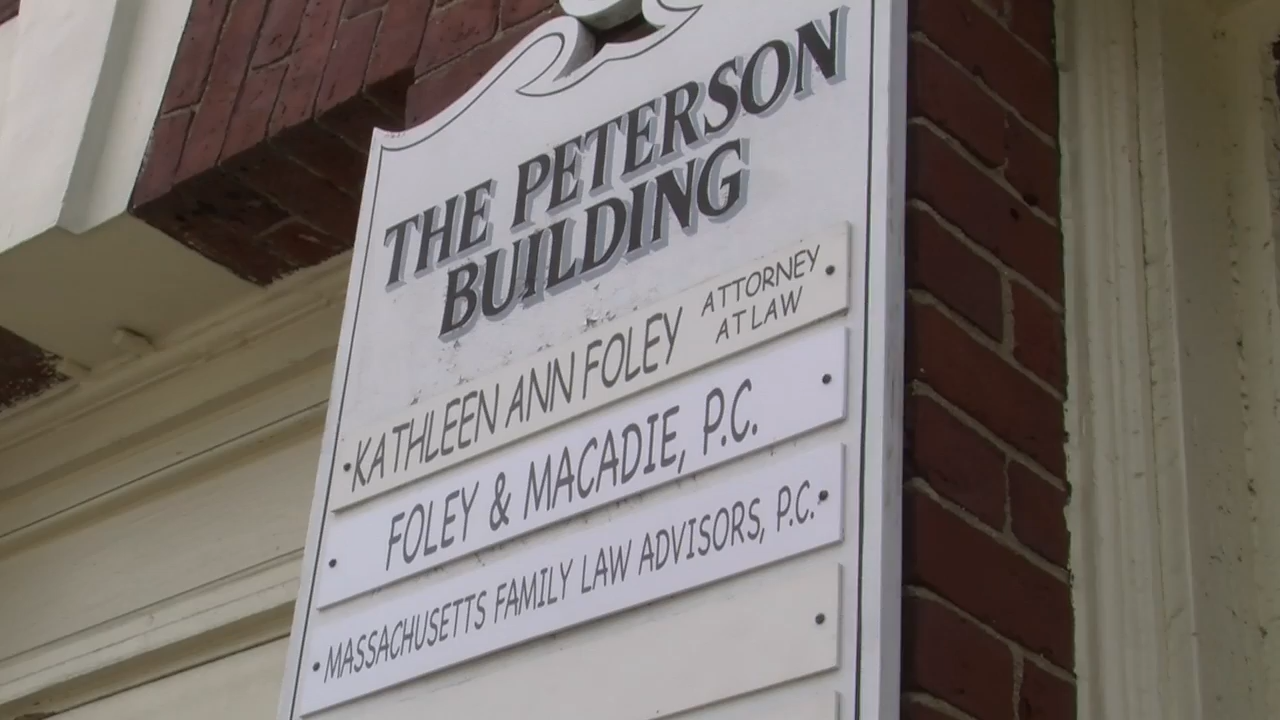 THE PETERSON
BUILDING
KATHLEEN ANN FOLEY ATTORNEY
AT LAW
FOLEY & MACADIE, P.C.
MASSACHUSETTS FAMILY LAW ADVISORS, P.C.